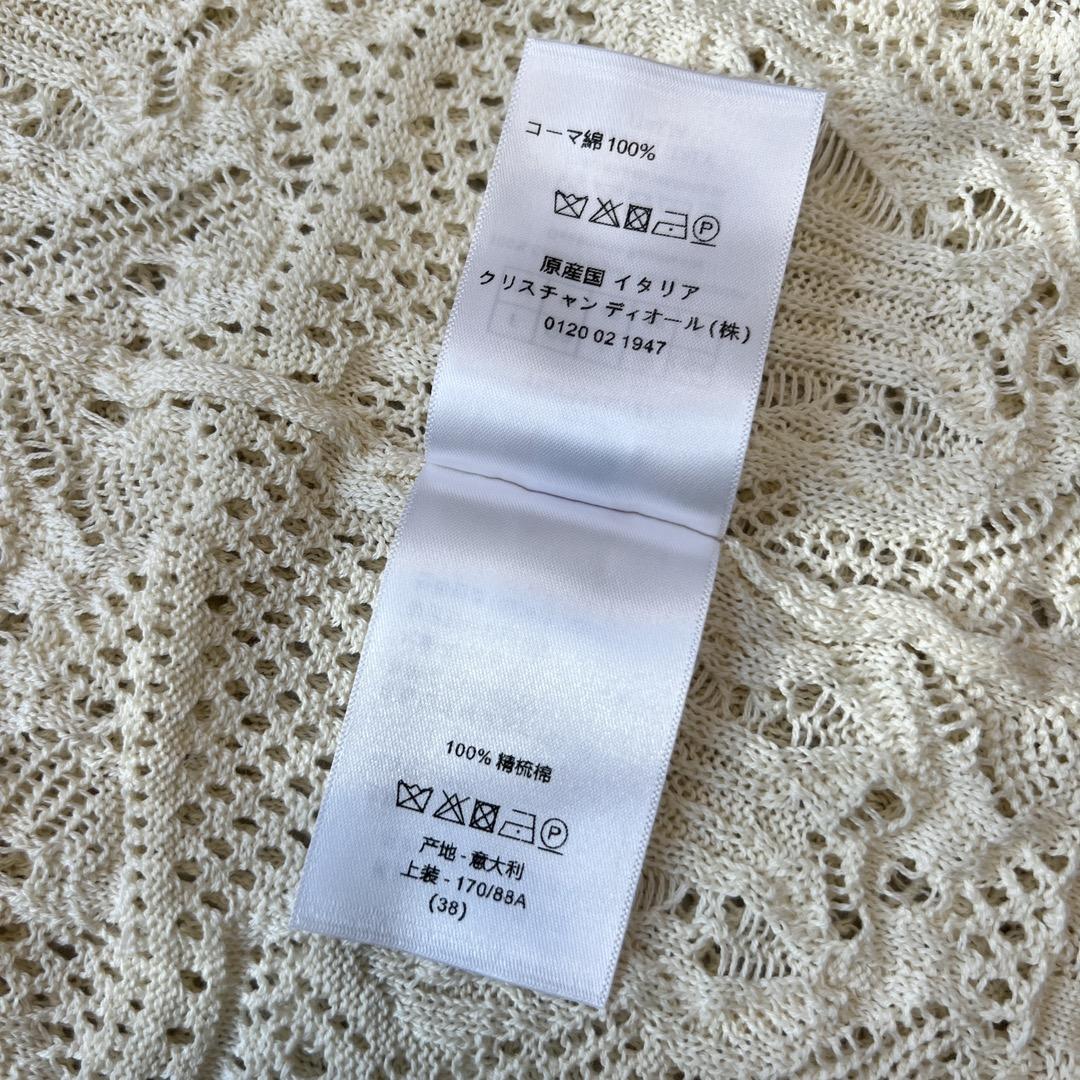 コーマ綿 100%
P
原産国 イタリア
クリスチャン ディオール (株)
0120 02 1947
100% 精梳棉
P
产地 - 意大利
上装 - 170/88A
(38)